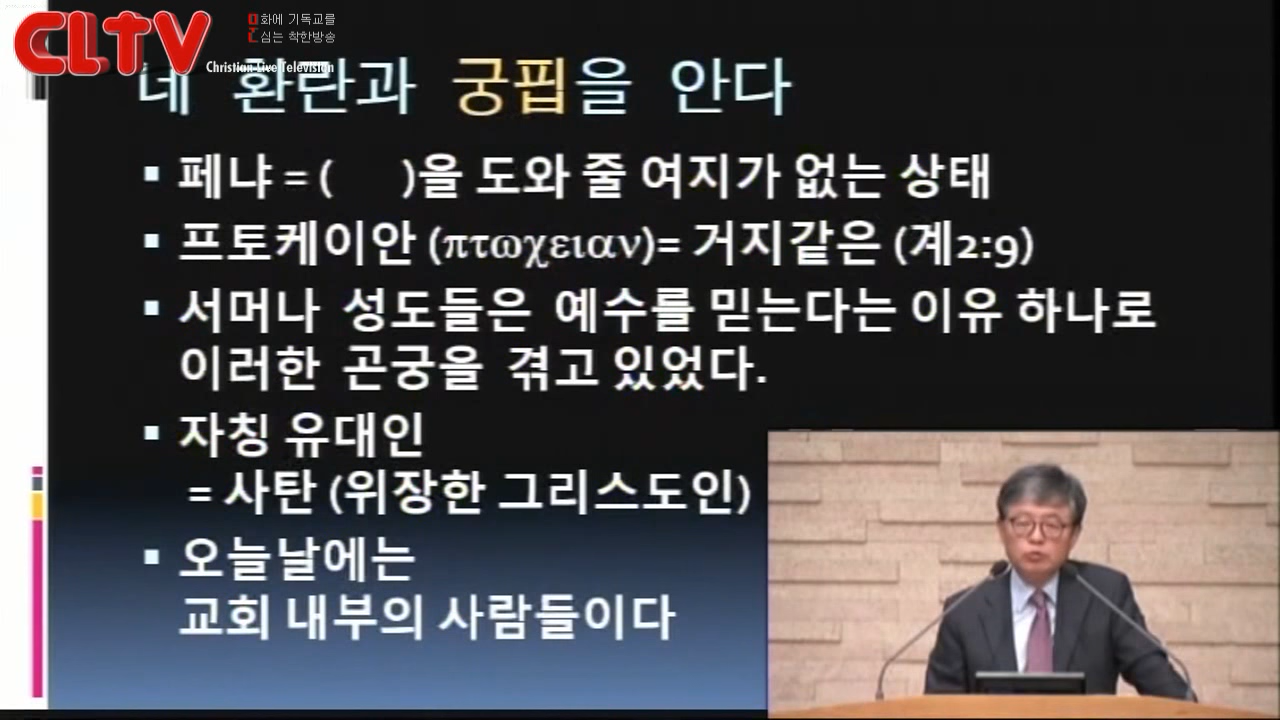 CLTV
문화에 기독교를
심는 착한방송
Christian Live Television
네 환란과 궁핍을 안다
▪ 페냐 = ( )을 도와 줄 여지가 없는 상태
▪ 프토케이안 (πτωχειαν)= 거지같은 (계2:9)
▪ 서머나 성도들은 예수를 믿는다는 이유 하나로
이러한 곤궁을 겪고 있었다.
▪ 자칭 유대인
= 사탄 (위장한 그리스도인)
▪ 오늘날에는
교회 내부의 사람들이다